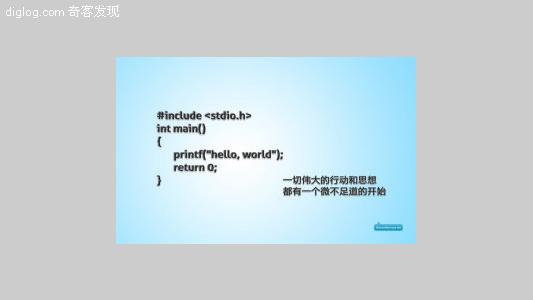 diglog.com 奇客发现
#include <stdio.h>
int main()
{
printf("hello, world");
return 0;
}
一切伟大的行动和思想
都有一个微不足道的开始